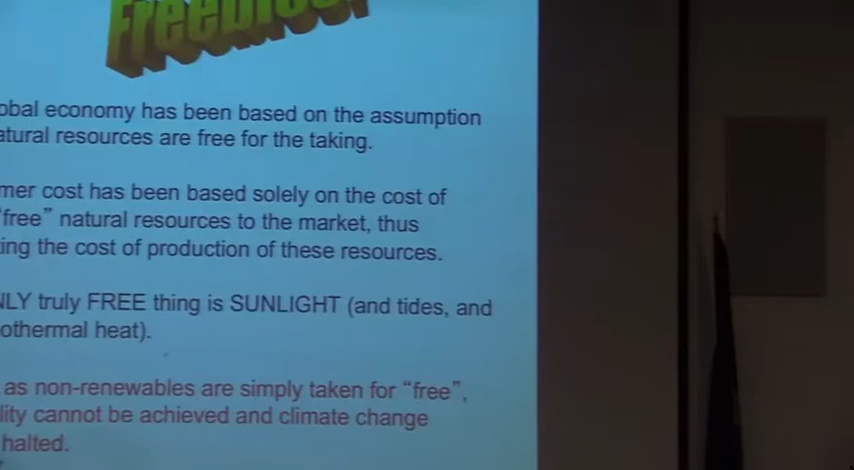 obal economy has been based on the assumption
atural resources are free for the taking.
mer cost has been based solely on the cost of
"free" natural resources to the market, thus
ing the cost of production of these resources.
NLY truly FREE thing is SUNLIGHT (and tides, and
othermal heat).
as non-renewables are simply taken for "free",
lity cannot be achieved and climate change
halted.